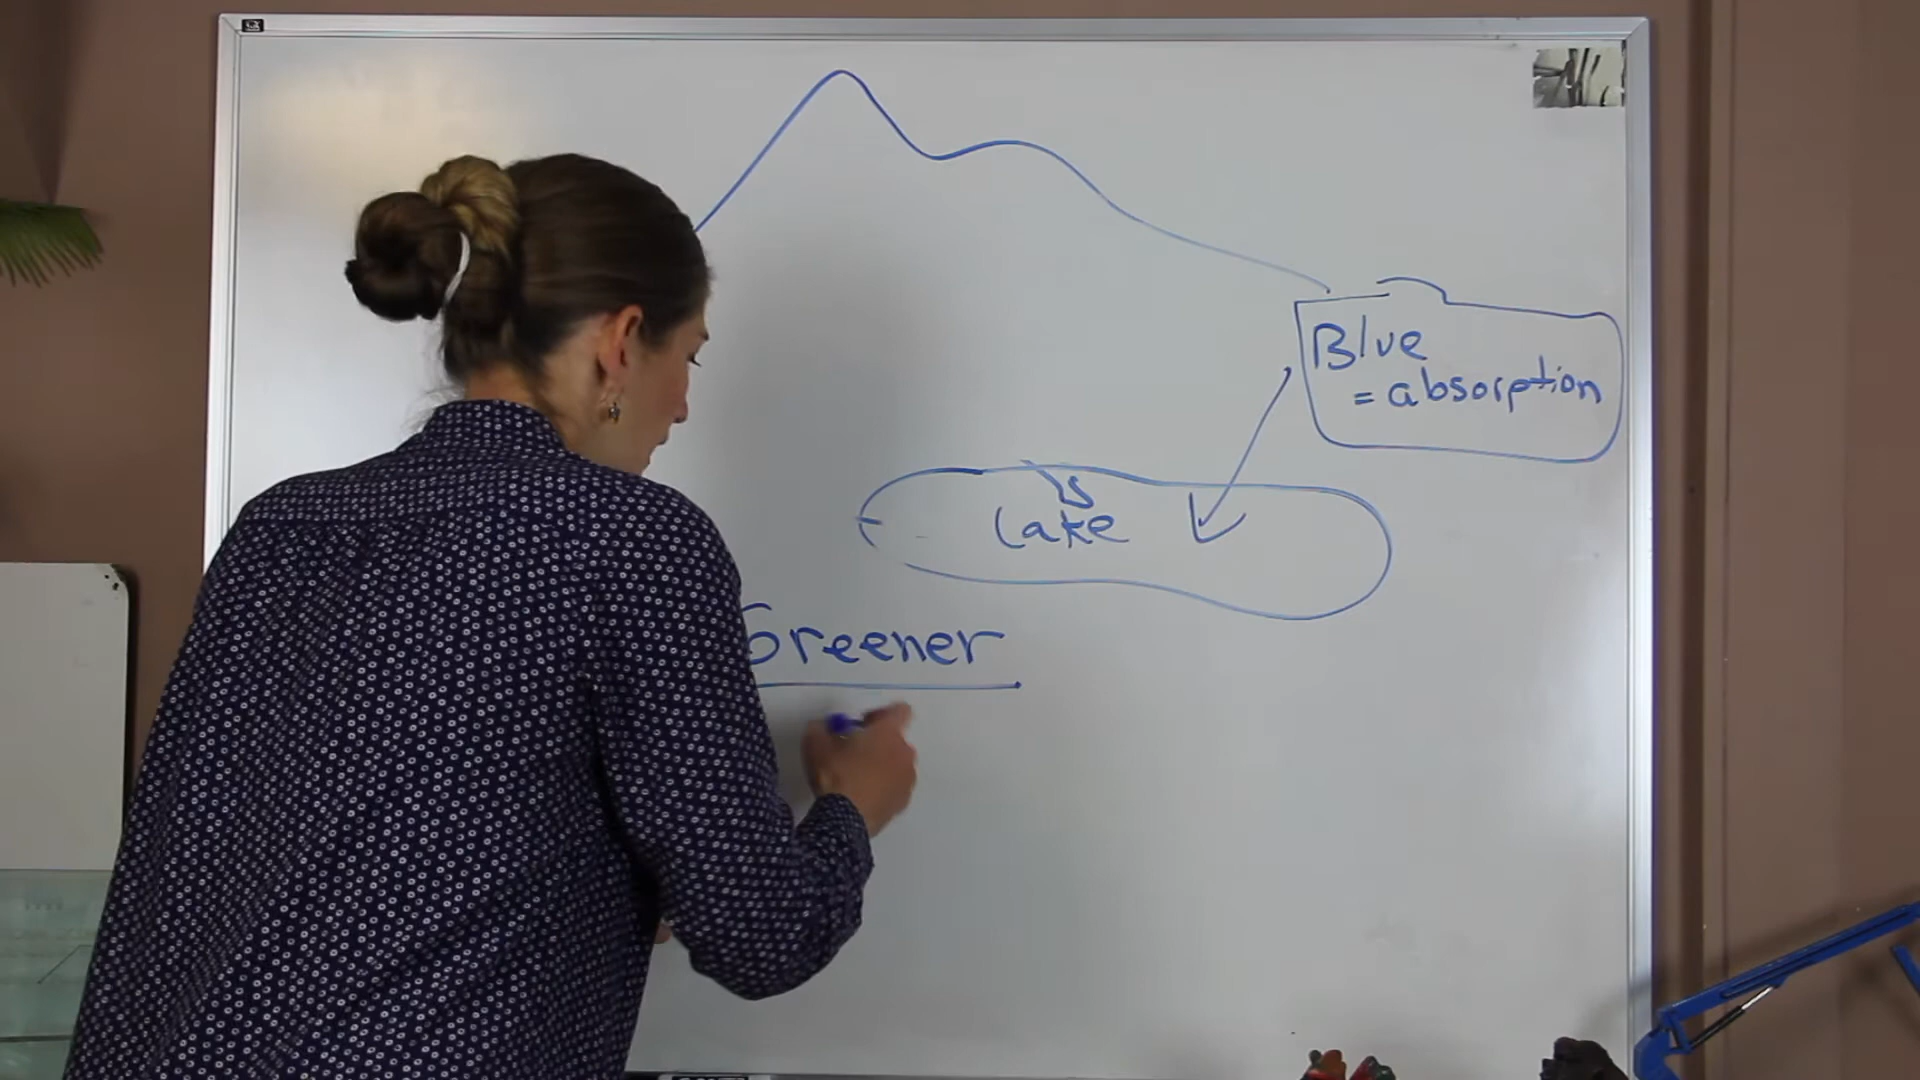 Blue
= absorption
Lake
Greener